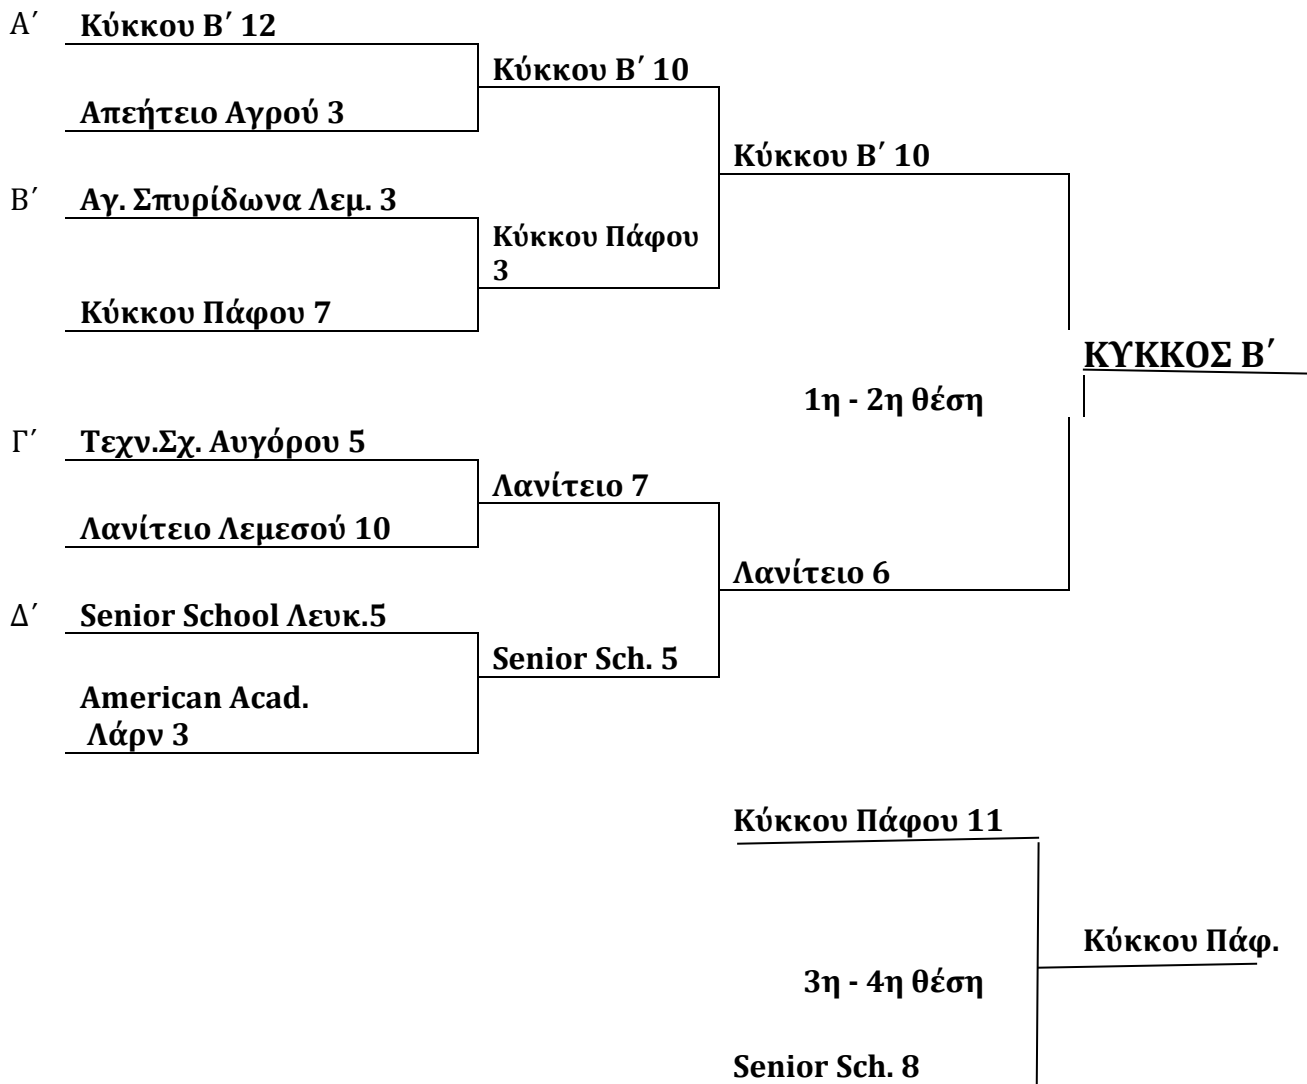 Α΄ Κύκκου Β΄ 12
Κύκκου Β΄ 10
Απεήτειο Αγρού 3
Κύκκου Β΄ 10
Β΄ Αγ. Σπυρίδωνα Λεμ. 3
Κύκκου Πάφου
3
Κύκκου Πάφου 7
ΚΥΚΚΟΣ Β΄
1η - 2η θέση
Γ΄ Τεχν.Σχ. Αυγόρου 5
Λανίτειο 7
Λανίτειο Λεμεσού 10
Λανίτειο 6
Δ΄ Senior School Λευκ.5
Senior Sch. 5
American Acad.
Λάρν 3
Κύκκου Πάφου 11
Κύκκου Πάφ.
3η - 4η θέση
Senior Sch. 8